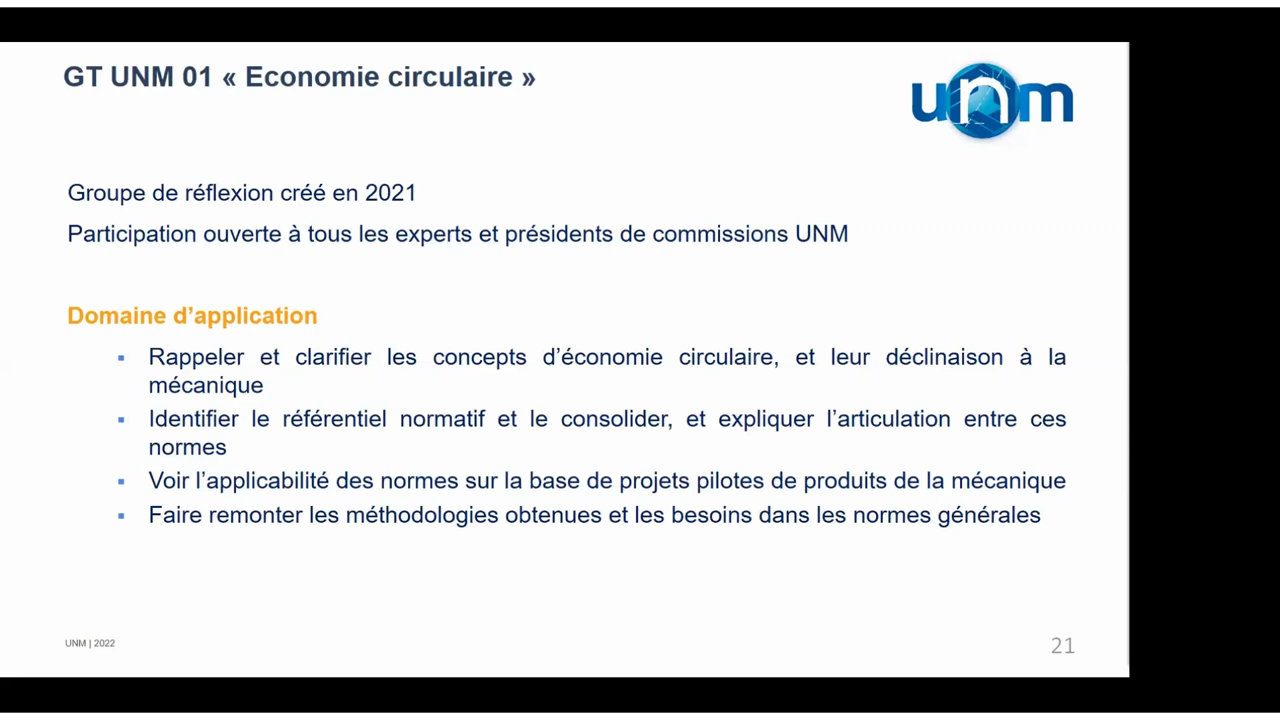 GT UNM 01 « Economie circulaire »
unm
Groupe de réflexion créé en 2021
Participation ouverte à tous les experts et présidents de commissions UNM
Domaine d’application
▪ Rappeler et clarifier les concepts d’économie circulaire, et leur déclinaison à la
mécanique
▪ Identifier le référentiel normatif et le consolider, et expliquer l’articulation entre ces
normes
▪ Voir l’applicabilité des normes sur la base de projets pilotes de produits de la mécanique
▪ Faire remonter les méthodologies obtenues et les besoins dans les normes générales
UNM | 2022
21